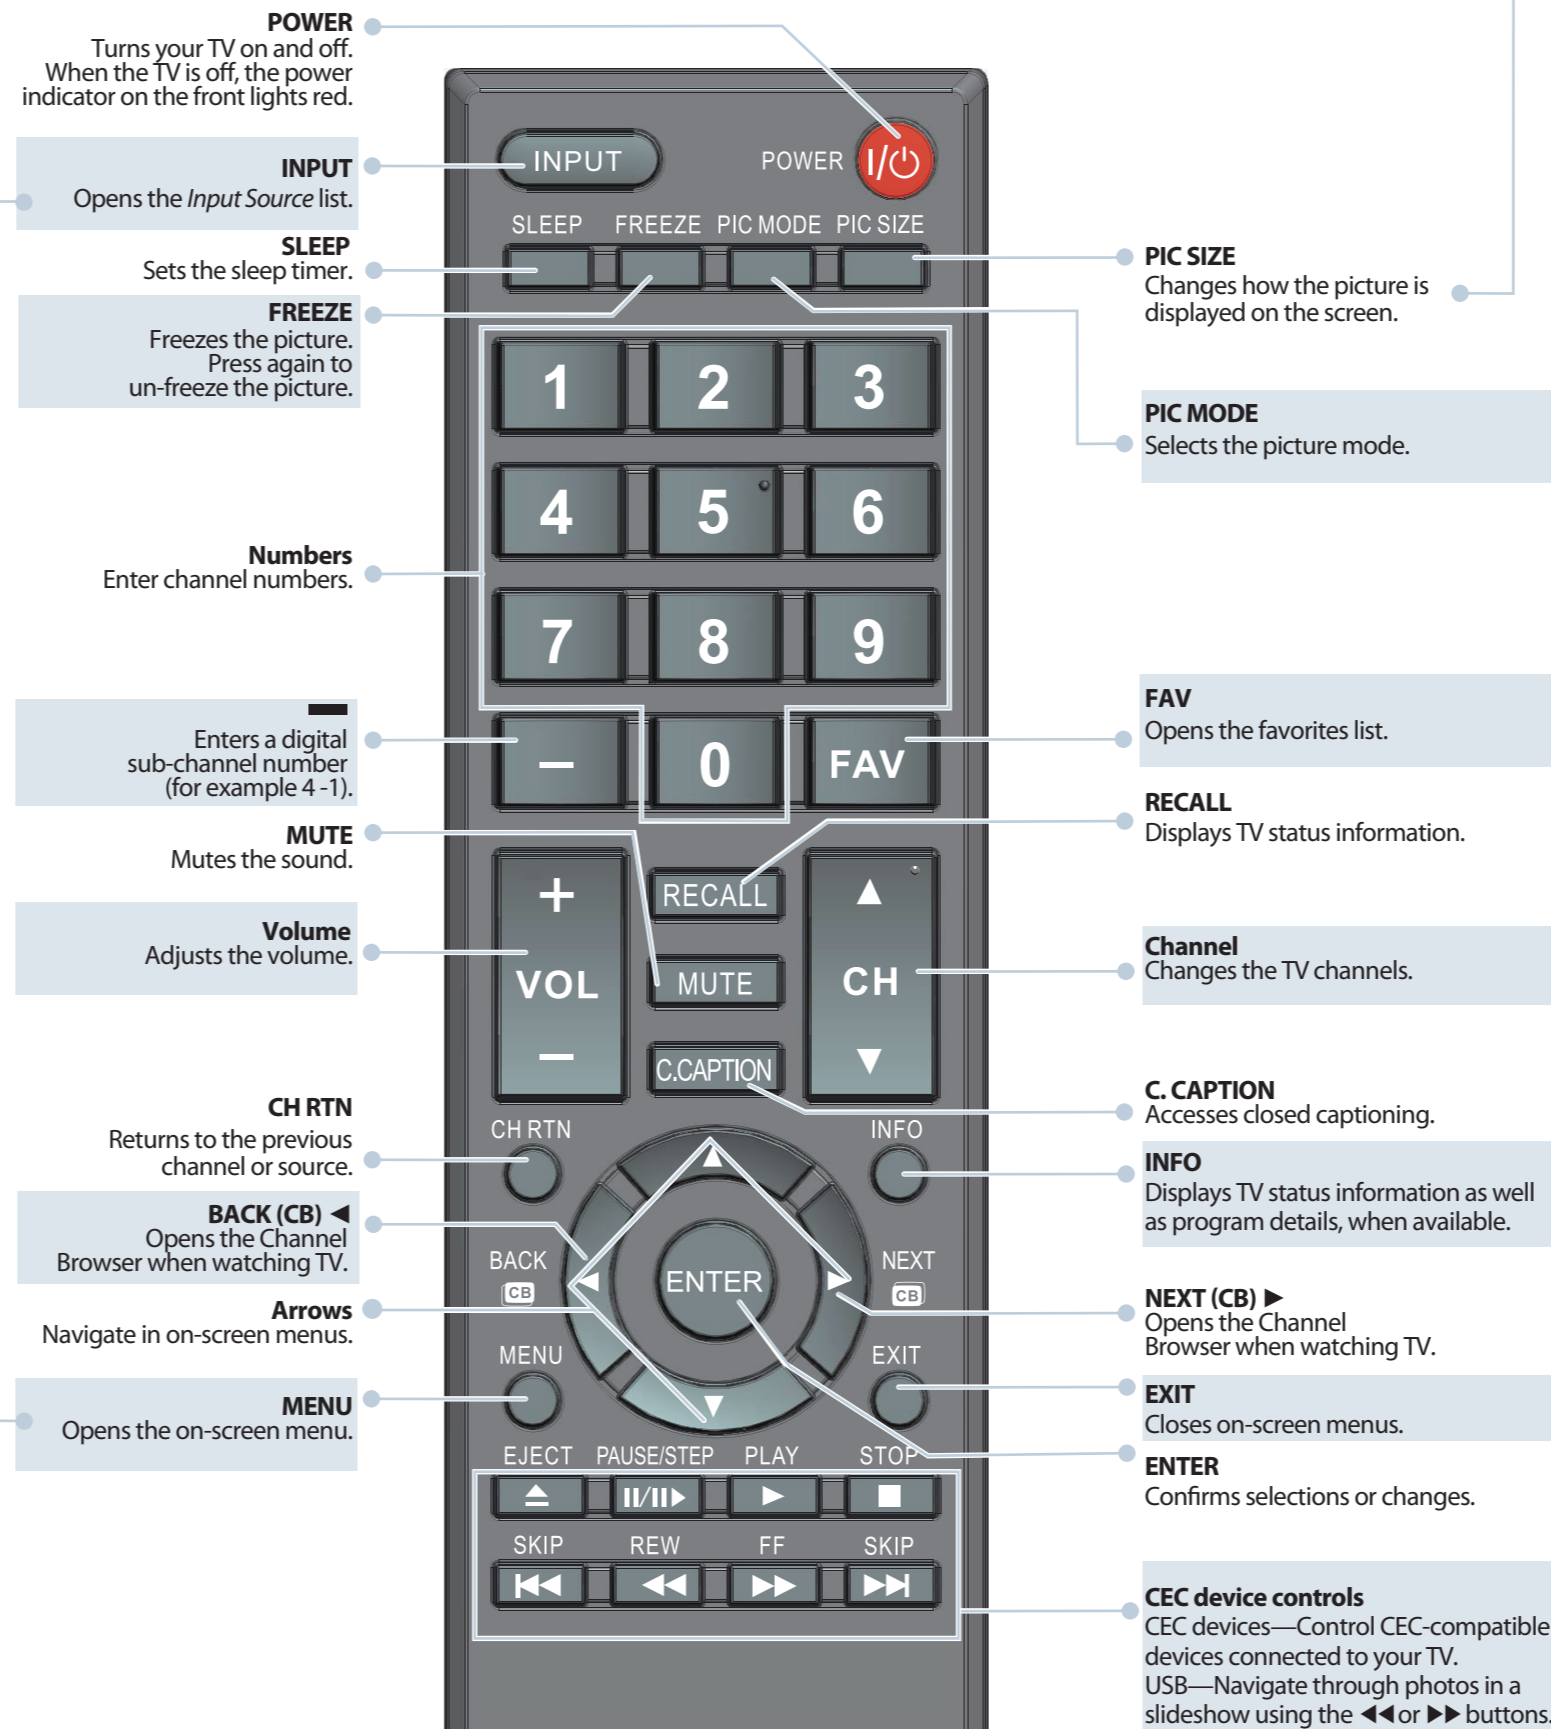 POWER
Turns your TV on and off.
When the TV is off, the power
indicator on the front lights red.
INPUT
Opens the Input Source list.
SLEEP
Sets the sleep timer.
FREEZE
Freezes the picture.
Press again to
un-freeze the picture.
Numbers
Enter channel numbers.
Enters a digital
sub-channel number
(for example 4 -1).
MUTE
Mutes the sound.
Volume
Adjusts the volume.
CH RTN
Returns to the previous
channel or source.
BACK (CB) ◀
Opens the Channel
Browser when watching TV.
Arrows
Navigate in on-screen menus.
MENU
Opens the on-screen menu.
INPUT POWER I/⏻
SLEEP FREEZE PIC MODE PIC SIZE
1 2 3
4 5 6
7 8 9
– 0 FAV
+ RECALL ▲
VOL MUTE CH
– C.CAPTION ▼
CH RTN INFO
▲
BACK NEXT
CB ◀ ENTER ▶ CB
MENU EXIT
▼
EJECT PAUSE/STEP PLAY STOP
SKIP REW FF SKIP
PIC SIZE
Changes how the picture is
displayed on the screen.
PIC MODE
Selects the picture mode.
FAV
Opens the favorites list.
RECALL
Displays TV status information.
Channel
Changes the TV channels.
C. CAPTION
Accesses closed captioning.
INFO
Displays TV status information as well
as program details, when available.
NEXT (CB) ▶
Opens the Channel
Browser when watching TV.
EXIT
Closes on-screen menus.
ENTER
Confirms selections or changes.
CEC device controls
CEC devices—Control CEC-compatible
devices connected to your TV.
USB—Navigate through photos in a
slideshow using the ◀◀ or ▶▶ buttons.